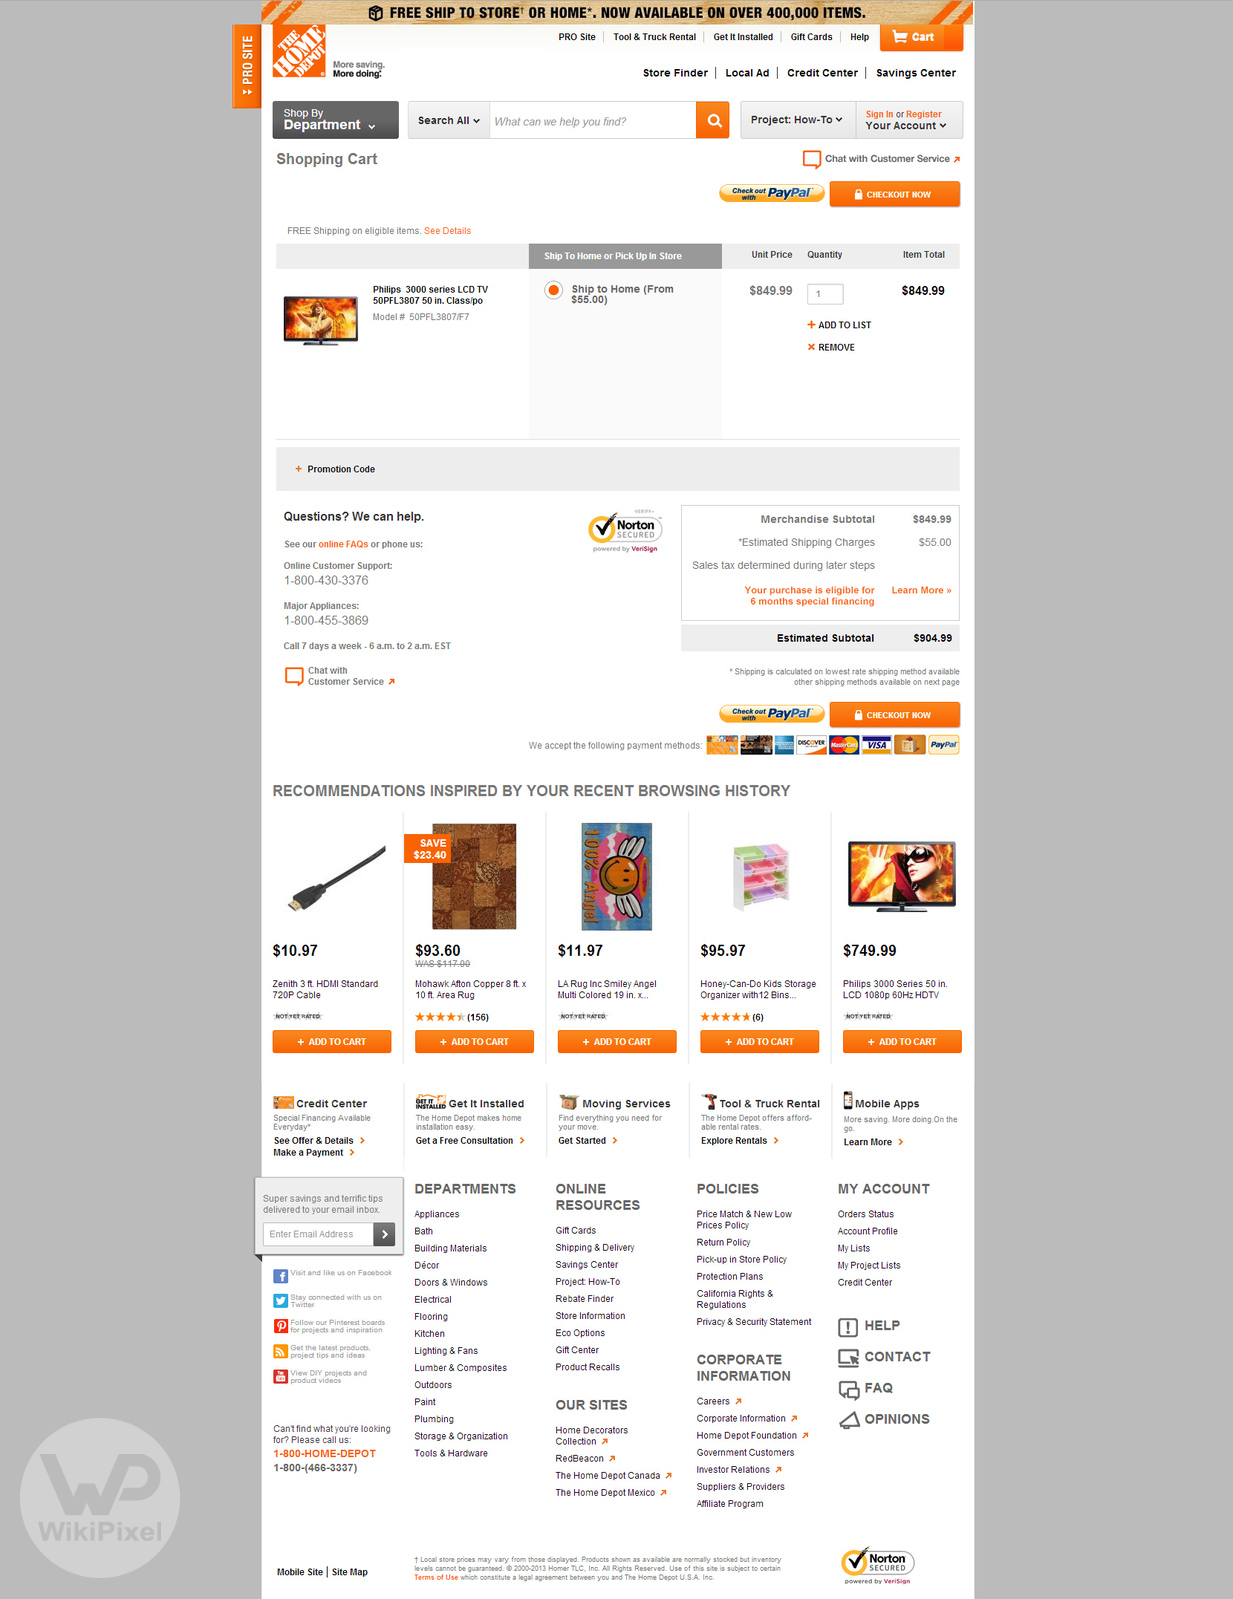 FREE SHIP TO STORE† OR HOME*. NOW AVAILABLE ON OVER 400,000 ITEMS.
PRO SITE
THE HOME DEPOT
More saving.
More doing.
PRO Site
Tool & Truck Rental
Get It Installed
Gift Cards
Help
Cart
Store Finder
Local Ad
Credit Center
Savings Center
Shop By
Department
Search All
What can we help you find?
Project: How-To
Sign In or Register
Your Account
Shopping Cart
Chat with Customer Service
Check out with PayPal
CHECKOUT NOW
FREE Shipping on eligible items. See Details
Ship To Home or Pick Up In Store
Unit Price
Quantity
Item Total
Philips 3000 series LCD TV
50PFL3807 50 in. Class/po
Model # 50PFL3807/F7
Ship to Home (From
$55.00)
$849.99
1
$849.99
+ ADD TO LIST
× REMOVE
+ Promotion Code
Questions? We can help.
See our online FAQs or phone us:
Online Customer Support:
1-800-430-3376
Major Appliances:
1-800-455-3869
Call 7 days a week - 6 a.m. to 2 a.m. EST
Chat with
Customer Service
VERIFY
Norton
SECURED
powered by VeriSign
Merchandise Subtotal $849.99
*Estimated Shipping Charges $55.00
Sales tax determined during later steps
Your purchase is eligible for
6 months special financing
Learn More »
Estimated Subtotal $904.99
* Shipping is calculated on lowest rate shipping method available
other shipping methods available on next page
Check out with PayPal
CHECKOUT NOW
We accept the following payment methods:
DISCOVER
MasterCard
VISA
PayPal
RECOMMENDATIONS INSPIRED BY YOUR RECENT BROWSING HISTORY
$10.97
Zenith 3 ft. HDMI Standard
720P Cable
NOT YET RATED
+ ADD TO CART
SAVE
$23.40
$93.60
WAS $117.00
Mohawk Afton Copper 8 ft. x
10 ft. Area Rug
(156)
+ ADD TO CART
100% Angel
$11.97
LA Rug Inc Smiley Angel
Multi Colored 19 in. x...
NOT YET RATED
+ ADD TO CART
$95.97
Honey-Can-Do Kids Storage
Organizer with12 Bins...
(6)
+ ADD TO CART
$749.99
Philips 3000 Series 50 in.
LCD 1080p 60Hz HDTV
NOT YET RATED
+ ADD TO CART
Credit Center
Special Financing Available
Everyday*
See Offer & Details
Make a Payment
GET IT INSTALLED
Get It Installed
The Home Depot makes home
installation easy.
Get a Free Consultation
Moving Services
Find everything you need for
your move.
Get Started
Tool & Truck Rental
The Home Depot offers afford-
able rental rates.
Explore Rentals
Mobile Apps
More saving. More doing.On the
go.
Learn More
Super savings and terrific tips
delivered to your email inbox.
Enter Email Address
Visit and like us on Facebook
Stay connected with us on
Twitter
Follow our Pinterest boards
for projects and inspiration
Get the latest products,
project tips and ideas
View DIY projects and
product videos
Can't find what you're looking
for? Please call us:
1-800-HOME-DEPOT
1-800-(466-3337)
DEPARTMENTS
Appliances
Bath
Building Materials
Décor
Doors & Windows
Electrical
Flooring
Kitchen
Lighting & Fans
Lumber & Composites
Outdoors
Paint
Plumbing
Storage & Organization
Tools & Hardware
ONLINE
RESOURCES
Gift Cards
Shipping & Delivery
Savings Center
Project: How-To
Rebate Finder
Store Information
Eco Options
Gift Center
Product Recalls
OUR SITES
Home Decorators
Collection
RedBeacon
The Home Depot Canada
The Home Depot Mexico
POLICIES
Price Match & New Low
Prices Policy
Return Policy
Pick-up in Store Policy
Protection Plans
California Rights &
Regulations
Privacy & Security Statement
CORPORATE
INFORMATION
Careers
Corporate Information
Home Depot Foundation
Government Customers
Investor Relations
Suppliers & Providers
Affiliate Program
MY ACCOUNT
Orders Status
Account Profile
My Lists
My Project Lists
Credit Center
HELP
CONTACT
FAQ
OPINIONS
WikiPixel
Mobile Site | Site Map
† Local store prices may vary from those displayed. Products shown as available are normally stocked but inventory
levels cannot be guaranteed. © 2000-2013 Homer TLC, Inc. All Rights Reserved. Use of this site is subject to certain
Terms of Use which constitute a legal agreement between you and The Home Depot U.S.A. Inc.
Norton
SECURED
powered by VeriSign